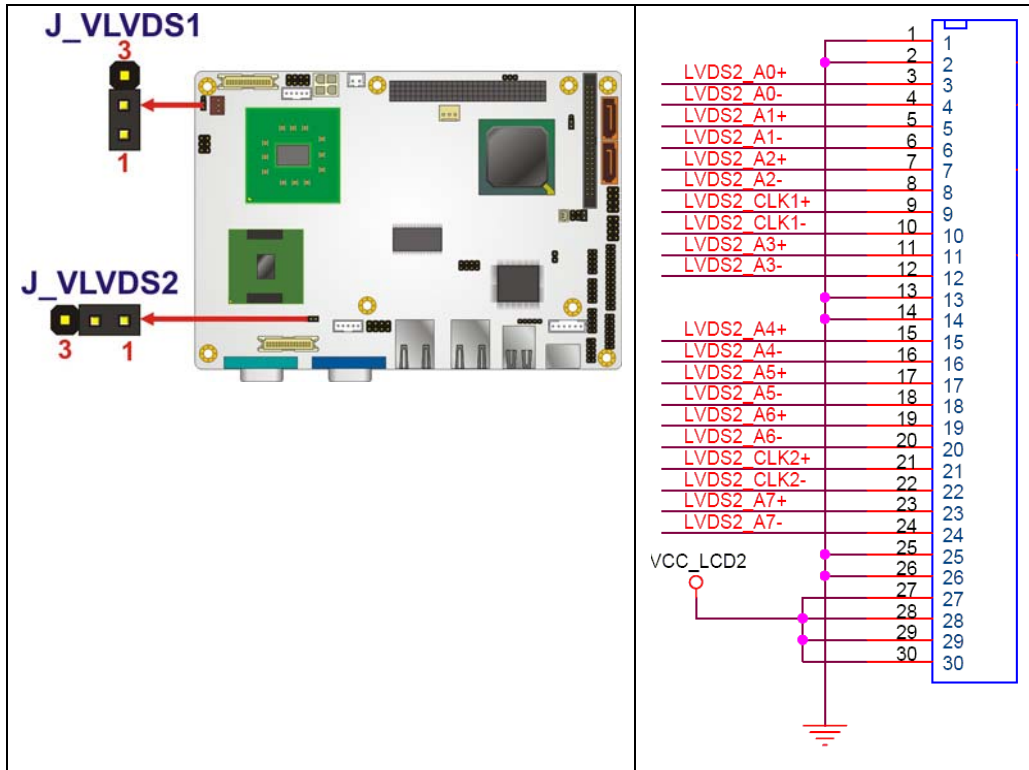 J_VLVDS1
3
1
J_VLVDS2
3 1
1 1
2 2
LVDS2_A0+ 3 3
LVDS2_A0- 4 4
LVDS2_A1+ 5 5
LVDS2_A1- 6 6
LVDS2_A2+ 7 7
LVDS2_A2- 8 8
LVDS2_CLK1+ 9 9
LVDS2_CLK1- 10 10
LVDS2_A3+ 11 11
LVDS2_A3- 12 12
13 13
14 14
LVDS2_A4+ 15 15
LVDS2_A4- 16 16
LVDS2_A5+ 17 17
LVDS2_A5- 18 18
LVDS2_A6+ 19 19
LVDS2_A6- 20 20
LVDS2_CLK2+ 21 21
LVDS2_CLK2- 22 22
LVDS2_A7+ 23 23
LVDS2_A7- 24 24
25 25
VCC_LCD2 26 26
27 27
28 28
29 29
30 30